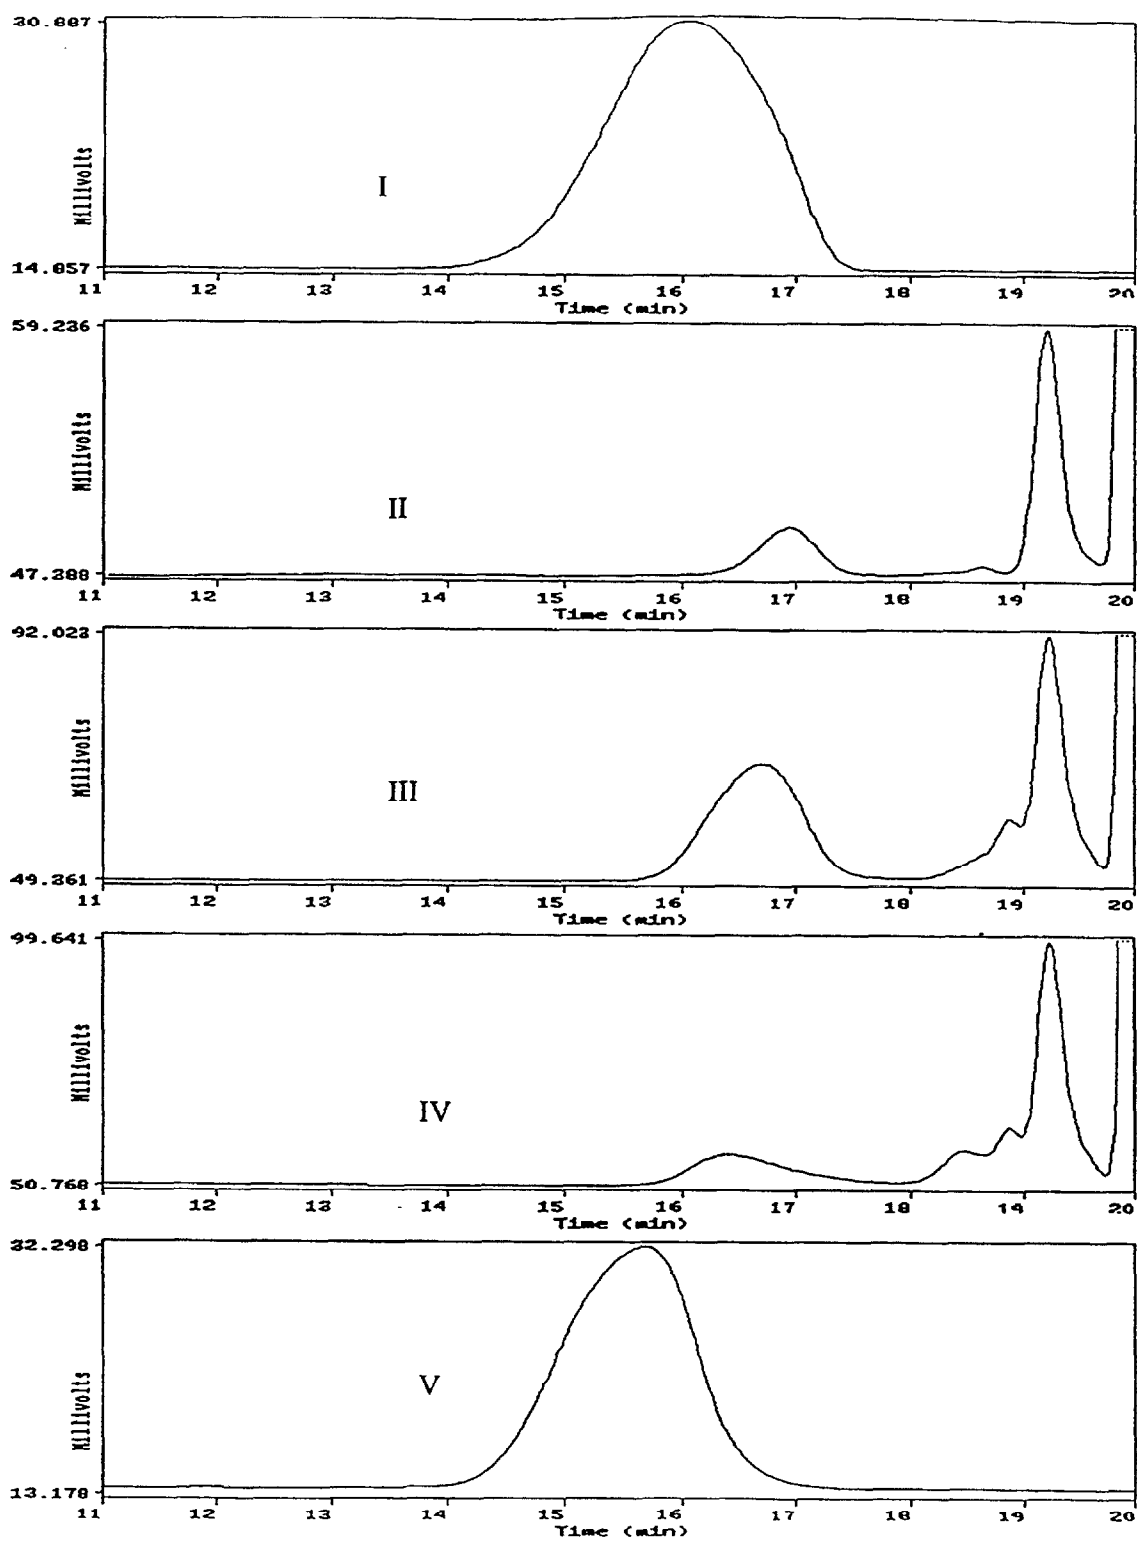 30.887
Millivolts
I
14.857
11 12 13 14 15 16 17 18 19 20
Time (min)
59.236
Millivolts
II
47.388
11 12 13 14 15 16 17 18 19 20
Time (min)
92.023
Millivolts
III
49.361
11 12 13 14 15 16 17 18 19 20
Time (min)
99.641
Millivolts
IV
50.768
11 12 13 14 15 16 17 18 19 20
Time (min)
32.298
Millivolts
V
13.178
11 12 13 14 15 16 17 18 19 20
Time (min)